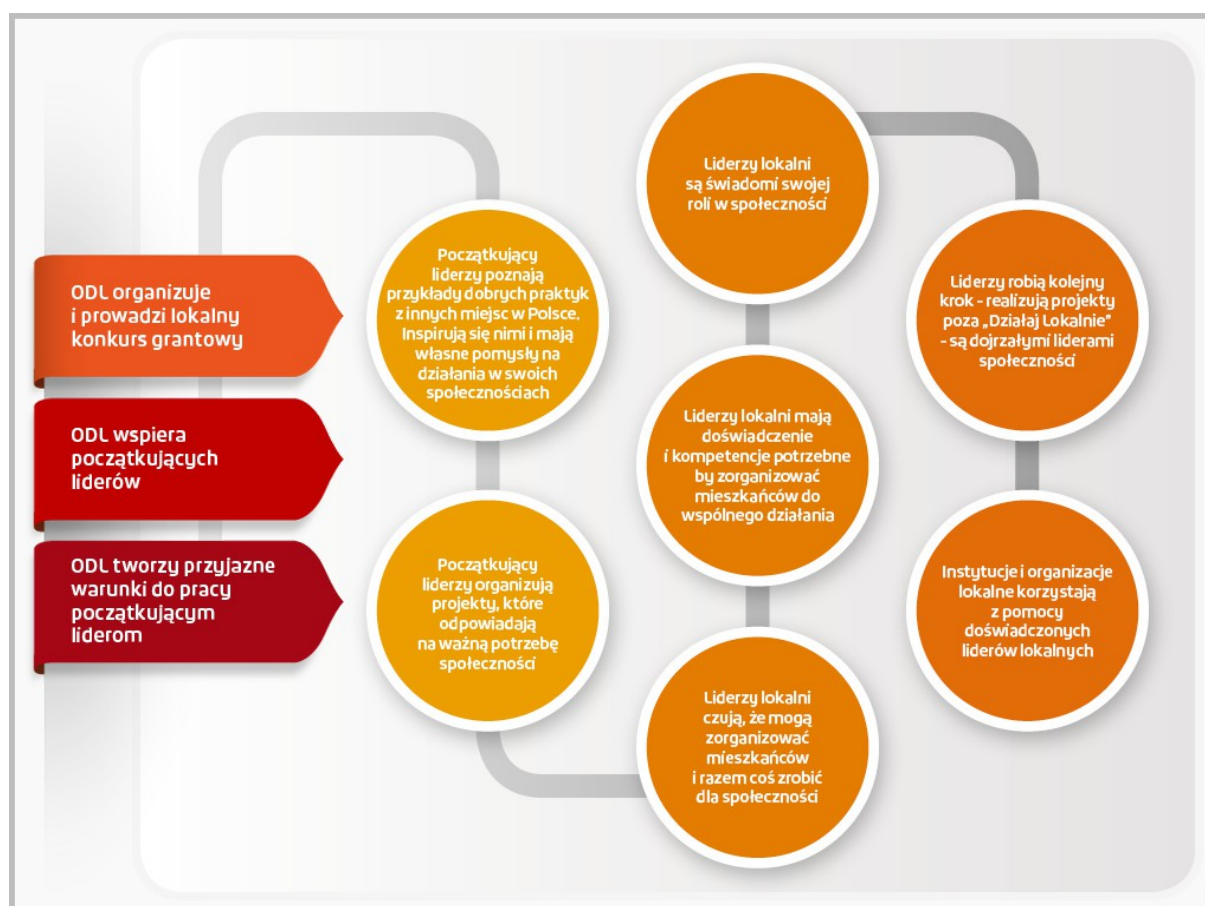 ODL organizuje
i prowadzi lokalny
konkurs grantowy
ODL wspiera
początkujących
liderów
ODL tworzy przyjazne
warunki do pracy
początkującym
liderom
Początkujący
liderzy poznają
przykłady dobrych praktyk
z innych miejsc w Polsce.
Inspirują się nimi i mają
własne pomysły na
działania w swoich
społecznościach
Początkujący
liderzy organizują
projekty, które
odpowiadają
na ważną potrzebę
społeczności
Liderzy lokalni
czują, że mogą
zorganizować
mieszkańców
i razem coś zrobić
dla społeczności
Liderzy lokalni mają
doświadczenie
i kompetencje potrzebne
by zorganizować
mieszkańców do
wspólnego działania
Liderzy lokalni
są świadomi swojej
roli w społeczności
Liderzy robią kolejny
krok - realizują projekty
poza „Działaj Lokalnie”
- są dojrzałymi liderami
społeczności
Instytucje i organizacje
lokalne korzystają
z pomocy
doświadczonych
liderów lokalnych